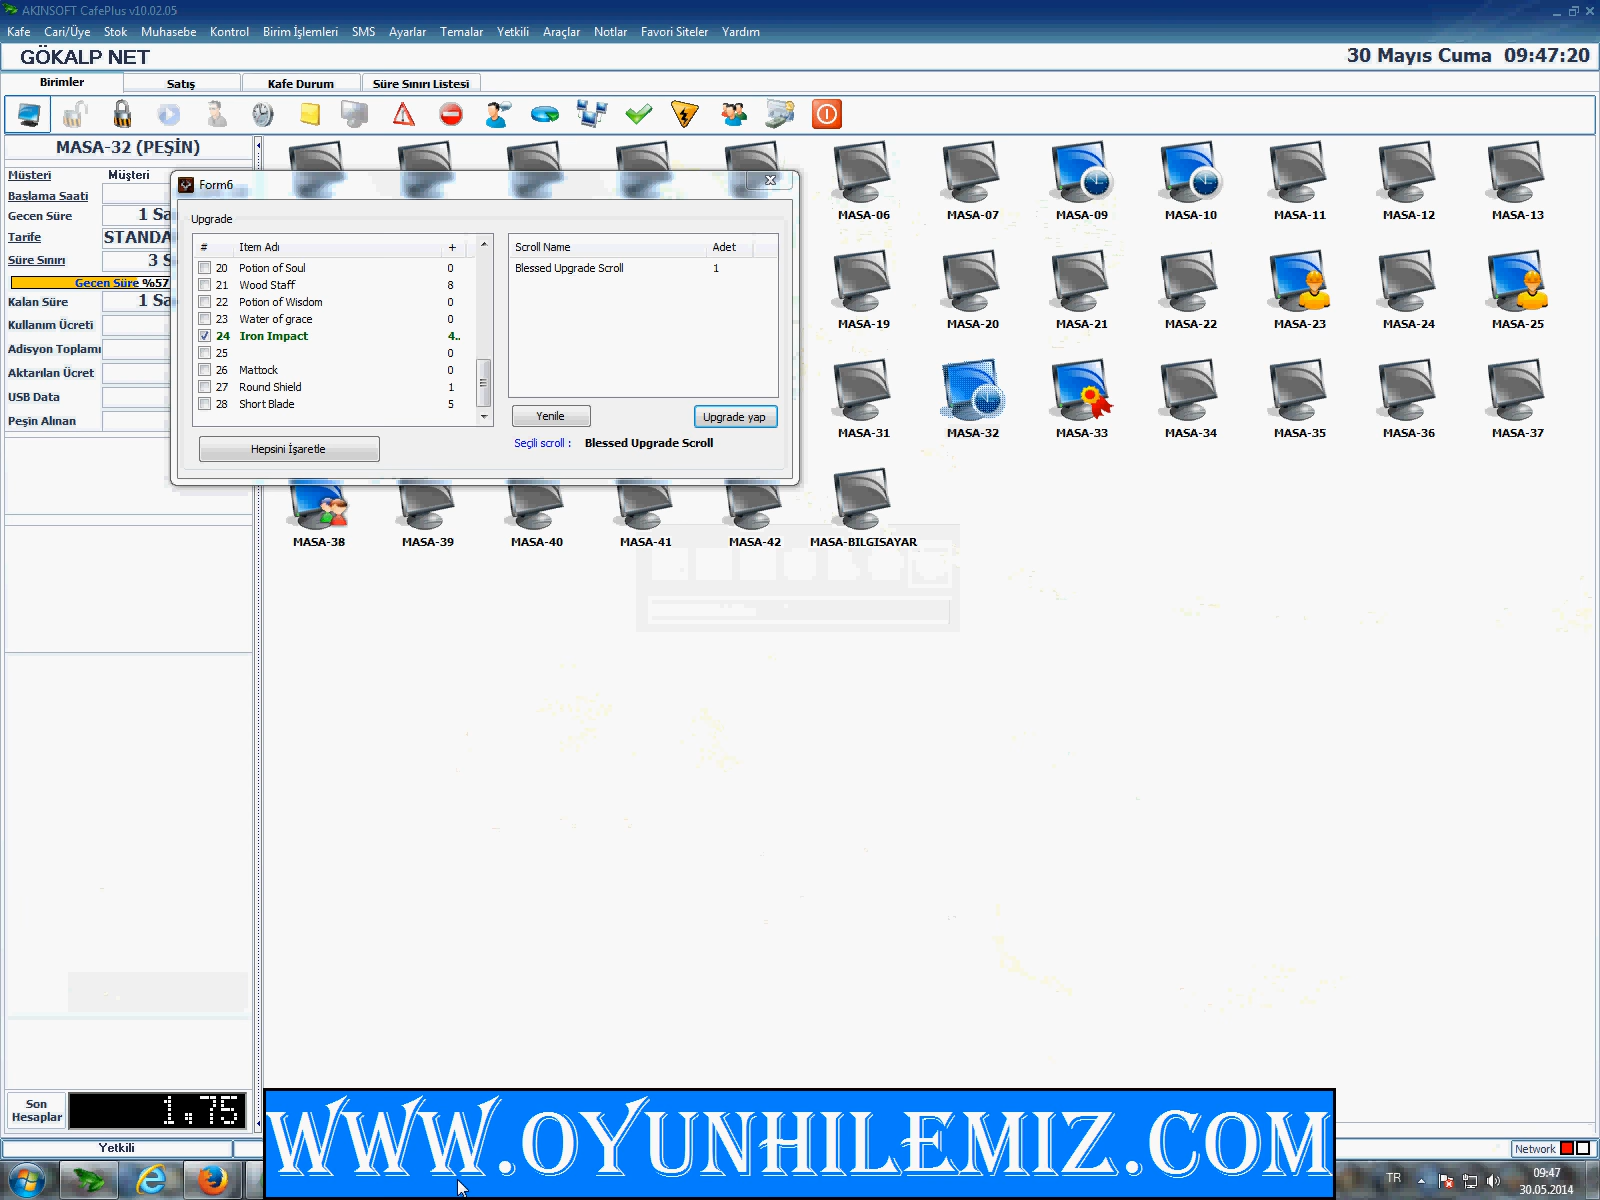 AKINSOFT CafePlus v10.02.05
Kafe Cari/Üye Stok Muhasebe Kontrol Birim İşlemleri SMS Ayarlar Temalar Yetkili Araçlar Notlar Favori Siteler Yardım
GÖKALP NET
30 Mayıs Cuma 09:47:20
Birimler Satış Kafe Durum Süre Sınırı Listesi
MASA-32 (PEŞİN)
Müşteri Müşteri
Başlama Saati
Gecen Süre 1 Sa
Tarife STANDA
Süre Sınırı 3 S
Gecen Süre %57
Kalan Süre 1 Sa
Kullanım Ücreti
Adisyon Toplamı
Aktarılan Ücret
USB Data
Peşin Alınan
Form6
Upgrade
# Item Adı +
20 Potion of Soul 0
21 Wood Staff 8
22 Potion of Wisdom 0
23 Water of grace 0
24 Iron Impact 4..
25 0
26 Mattock 0
27 Round Shield 1
28 Short Blade 5
Hepsini İşaretle
Scroll Name Adet
Blessed Upgrade Scroll 1
Yenile Upgrade yap
Seçili scroll : Blessed Upgrade Scroll
MASA-06 MASA-07 MASA-09 MASA-10 MASA-11 MASA-12 MASA-13
MASA-19 MASA-20 MASA-21 MASA-22 MASA-23 MASA-24 MASA-25
MASA-31 MASA-32 MASA-33 MASA-34 MASA-35 MASA-36 MASA-37
MASA-38 MASA-39 MASA-40 MASA-41 MASA-42 MASA-BILGISAYAR
Son
Hesaplar
1.75
Yetkili
WWW.OYUNHILEMIZ.COM
Network
TR
09:47
30.05.2014